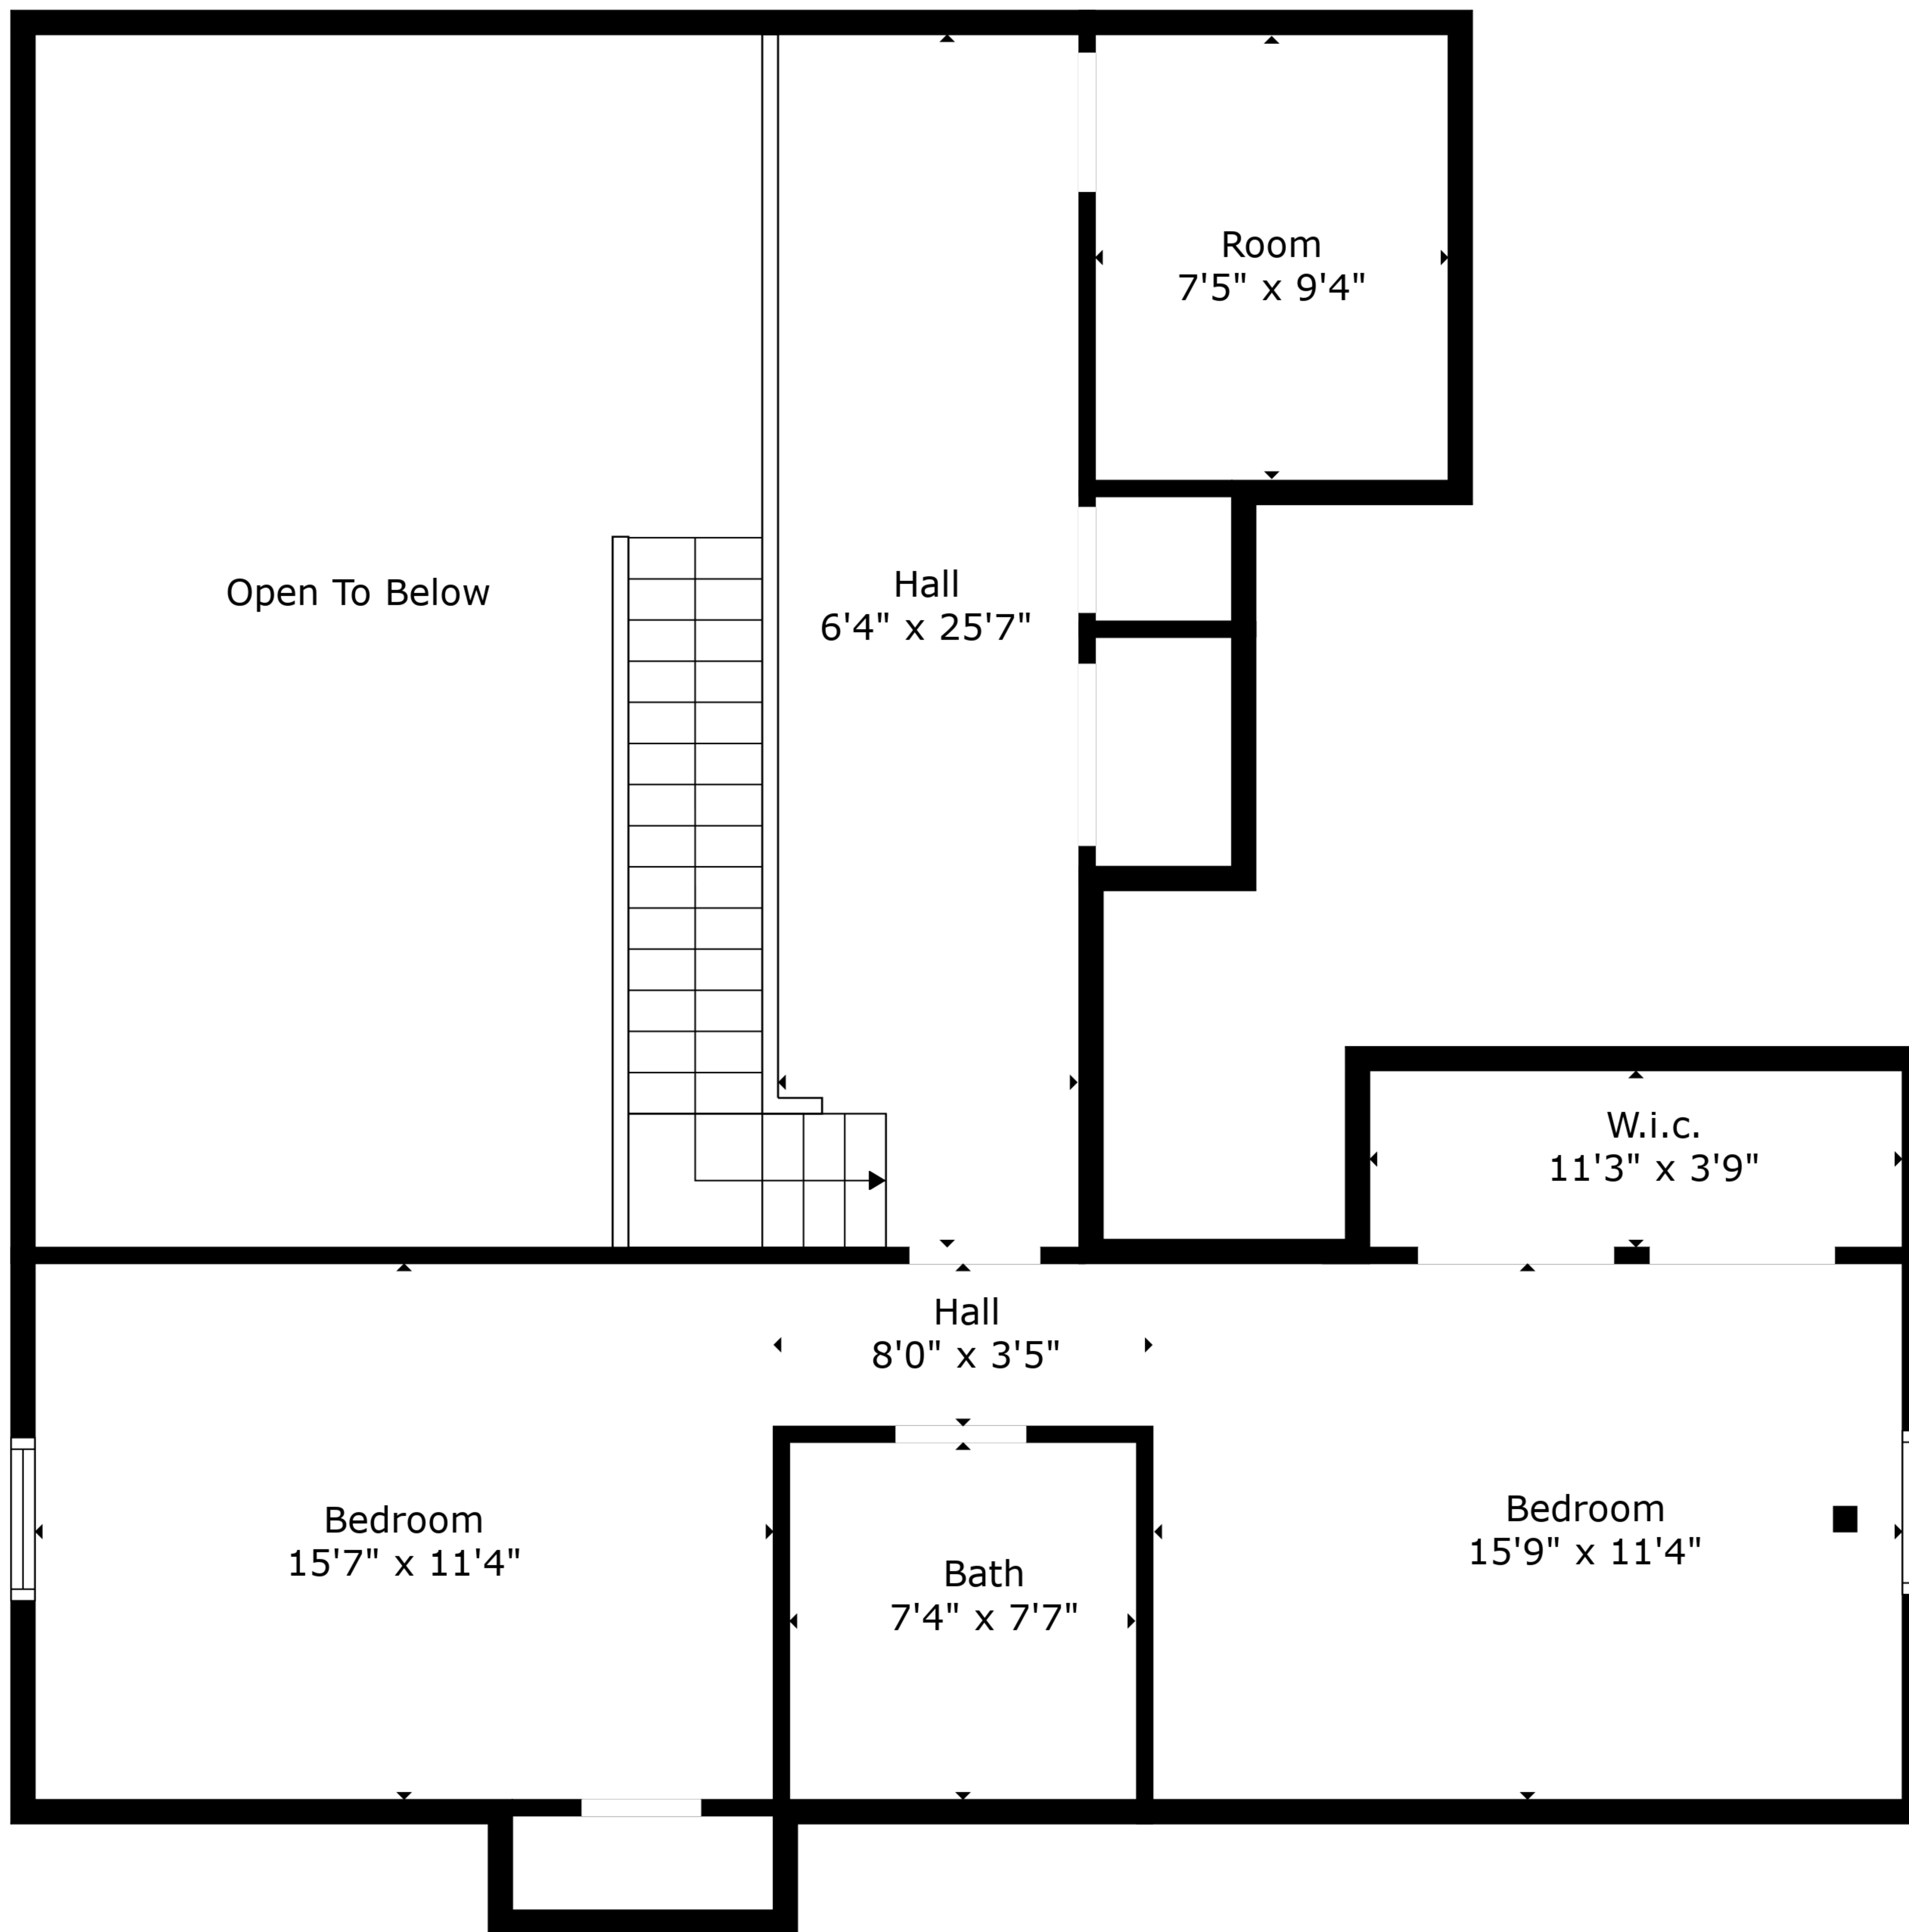 Room
7'5" x 9'4"
Open To Below
Hall
6'4" x 25'7"
W.i.c.
11'3" x 3'9"
Hall
8'0" x 3'5"
Bedroom
15'7" x 11'4"
Bath
7'4" x 7'7"
Bedroom
15'9" x 11'4"